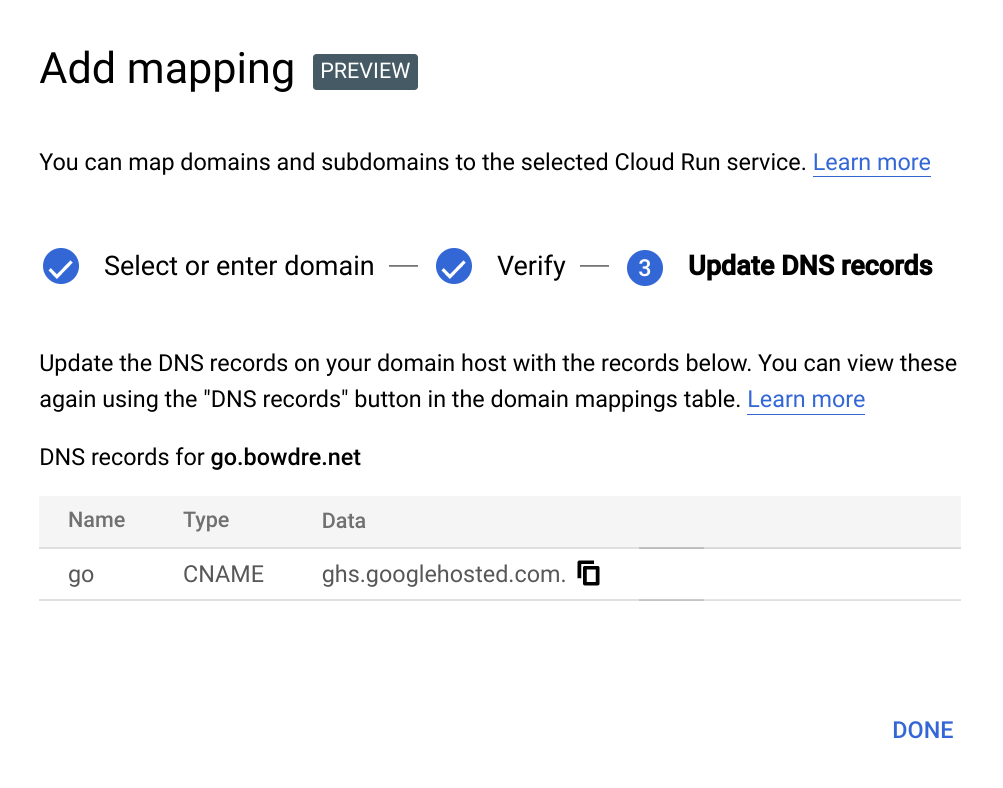 Add mapping PREVIEW
You can map domains and subdomains to the selected Cloud Run service. Learn more
Select or enter domain — Verify — 3 Update DNS records
Update the DNS records on your domain host with the records below. You can view these
again using the "DNS records" button in the domain mappings table. Learn more
DNS records for go.bowdre.net
Name Type Data
go CNAME ghs.googlehosted.com.
DONE